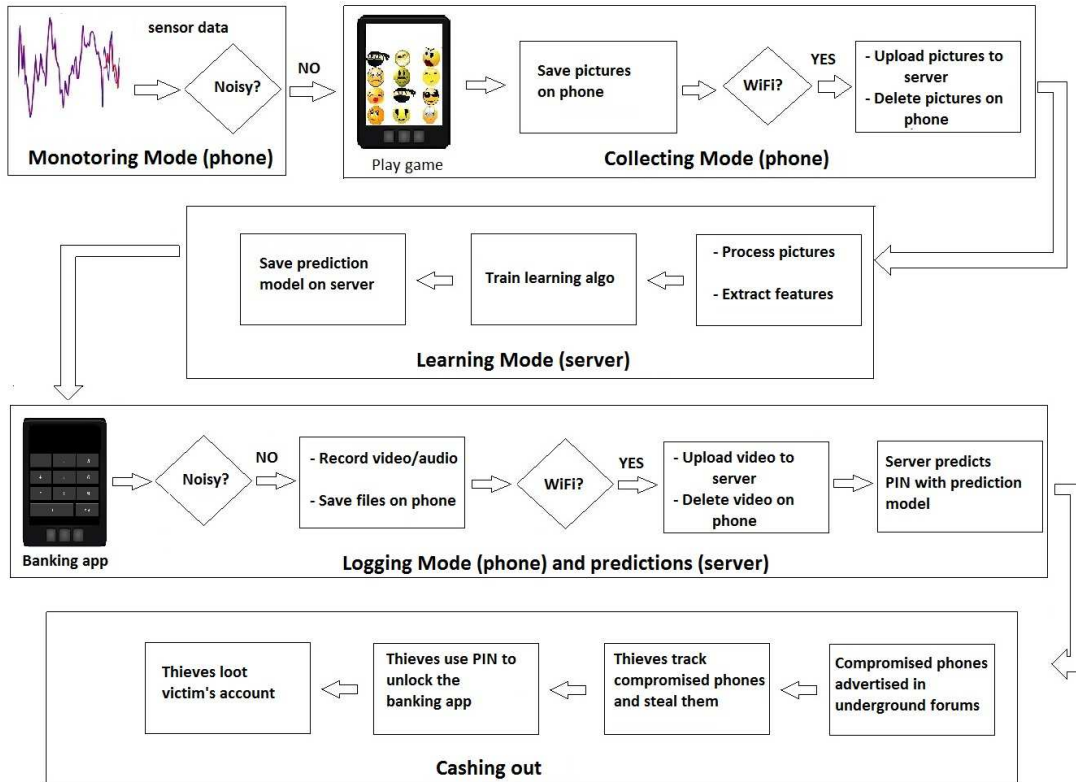 sensor data
Noisy?
NO
Monotoring Mode (phone)
Play game
Save pictures
on phone
WiFi?
YES
- Upload pictures to
server
- Delete pictures on
phone
Collecting Mode (phone)
- Process pictures
- Extract features
Train learning algo
Save prediction
model on server
Learning Mode (server)
Banking app
Noisy?
NO
- Record video/audio
- Save files on phone
WiFi?
YES
- Upload video to
server
- Delete video on
phone
Server predicts
PIN with prediction
model
Logging Mode (phone) and predictions (server)
Compromised phones
advertised in
underground forums
Thieves track
compromised phones
and steal them
Thieves use PIN to
unlock the
banking app
Thieves loot
victim's account
Cashing out